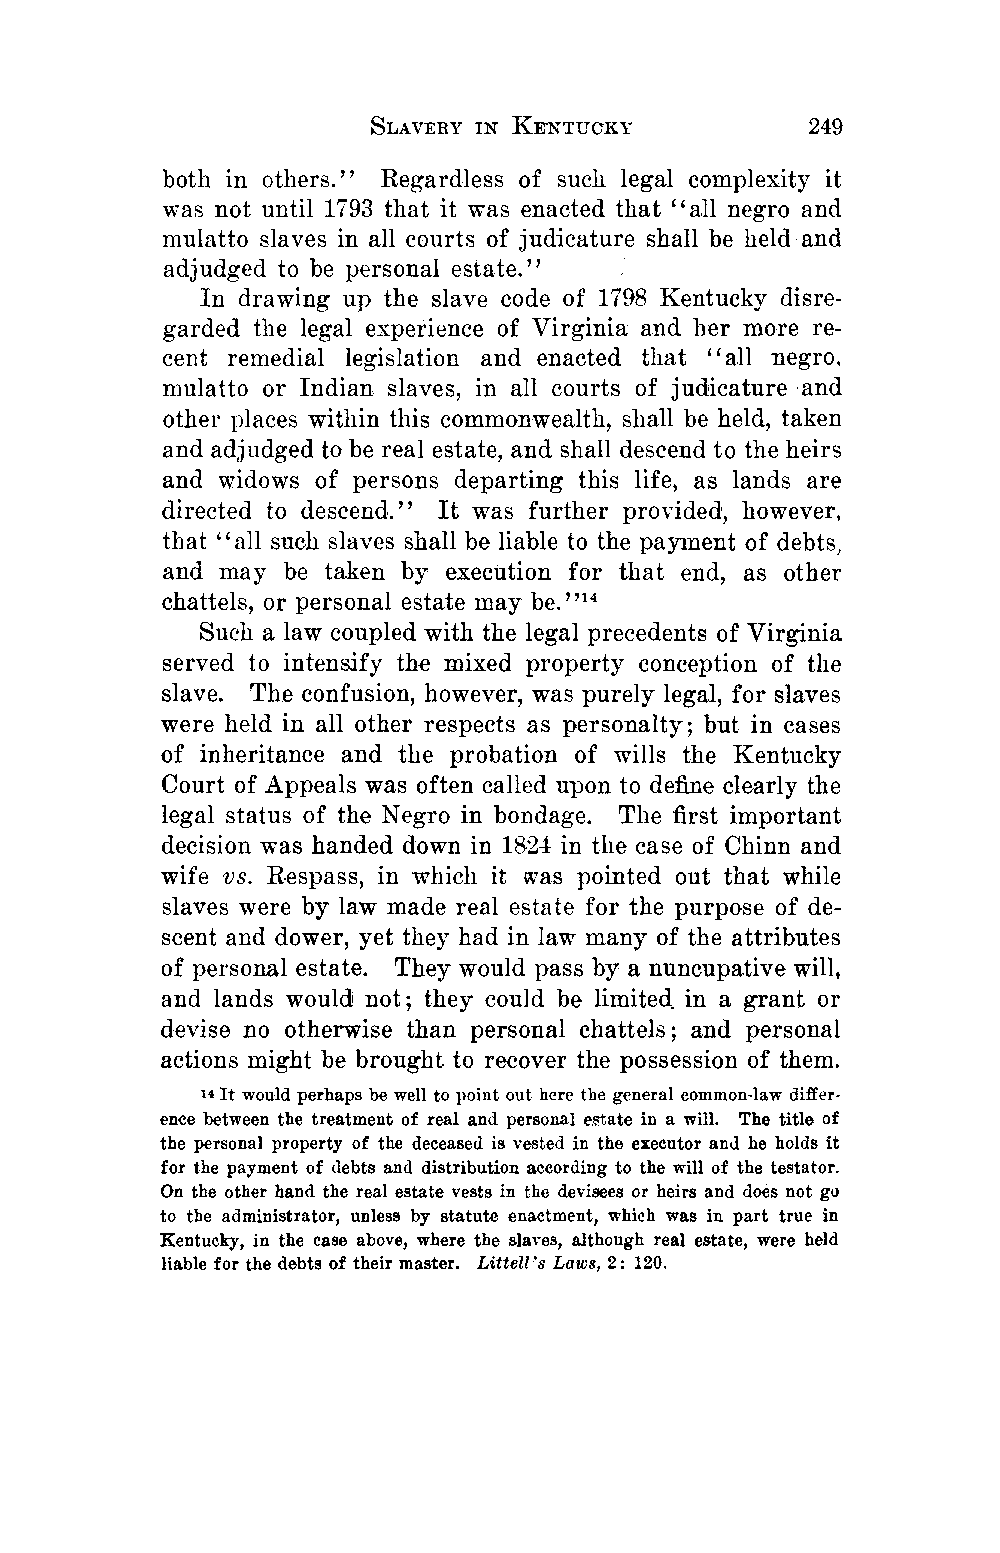 SLAVERY IN KENTUCKY 249
both in others.'' Regardless of such legal complexity it
was not until 1793 that it was enacted that ''all negro and
mulatto slaves in all courts of judicature shall be held and
adjudged to be personal estate.''
In drawing up the slave code of 1798 Kentucky disre-
garded the legal experience of Virginia and her more re-
cent remedial legislation and enacted that ''all negro,
mulatto or Indian slaves, in all courts of judicature and
other places within this commonwealth, shall be held, taken
and adjudged to be real estate, and shall descend to the heirs
and widows of persons departing this life, as lands are
directed to descend.'' It was further provided, however,
that ''all such slaves shall be liable to the payment of debts,
and may be taken by execution for that end, as other
chattels, or personal estate may be.''14
Such a law coupled with the legal precedents of Virginia
served to intensify the mixed property conception of the
slave. The confusion, however, was purely legal, for slaves
were held in all other respects as personalty; but in cases
of inheritance and the probation of wills the Kentucky
Court of Appeals was often called upon to define clearly the
legal status of the Negro in bondage. The first important
decision was handed down in 1824 in the case of Chinn and
wife vs. Respass, in which it was pointed out that while
slaves were by law made real estate for the purpose of de-
scent and dower, yet they had in law many of the attributes
of personal estate. They would pass by a nuncupative will,
and lands would not; they could be limited in a grant or
devise no otherwise than personal chattels; and personal
actions might be brought to recover the possession of them.
14 It would perhaps be well to point out here the general common-law differ-
ence between the treatment of real and personal estate in a will. The title of
the personal property of the deceased is vested in the executor and he holds it
for the payment of debts and distribution according to the will of the testator.
On the other hand the real estate vests in the devisees or heirs and does not go
to the administrator, unless by statute enactment, which was in part true in
Kentucky, in the case above, where the slaves, although real estate, were held
liable for the debts of their master. Littell's Laws, 2: 120.